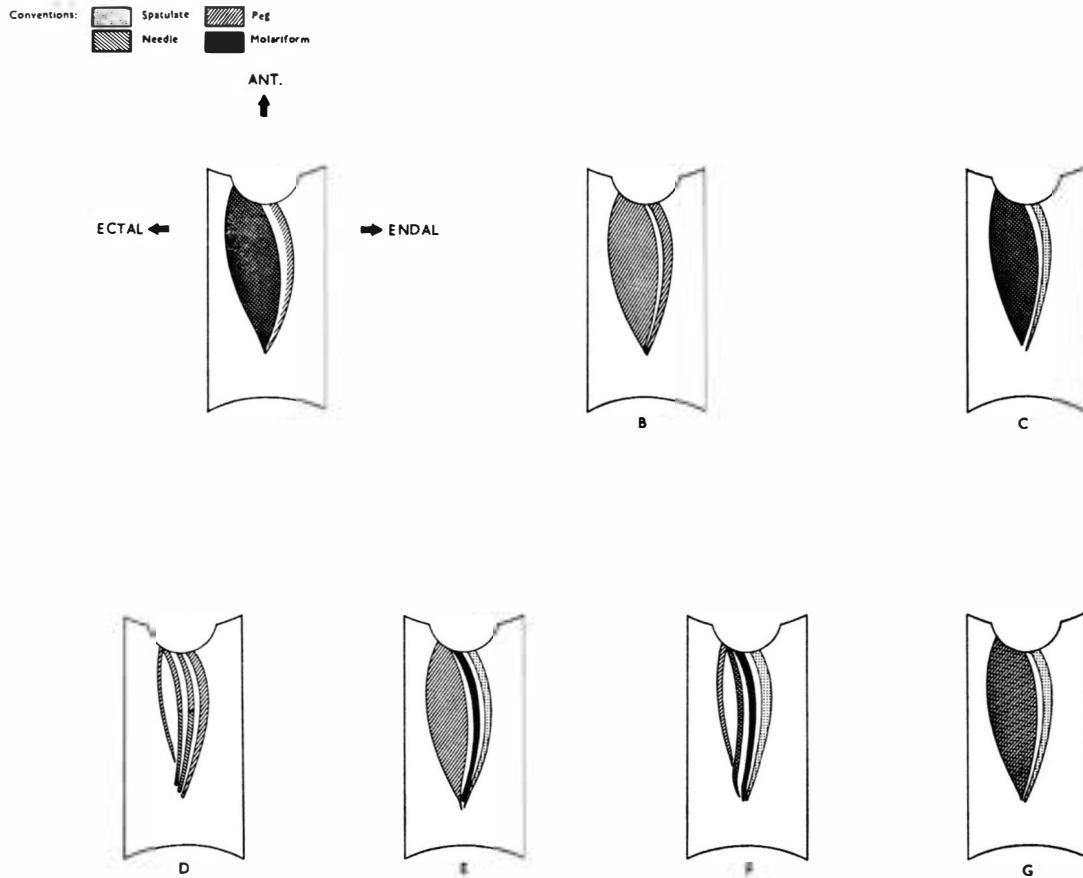 Conventions: Spatulate Peg
Needle Molariform
ANT.
ECTAL ENDAL
B C
D E F G